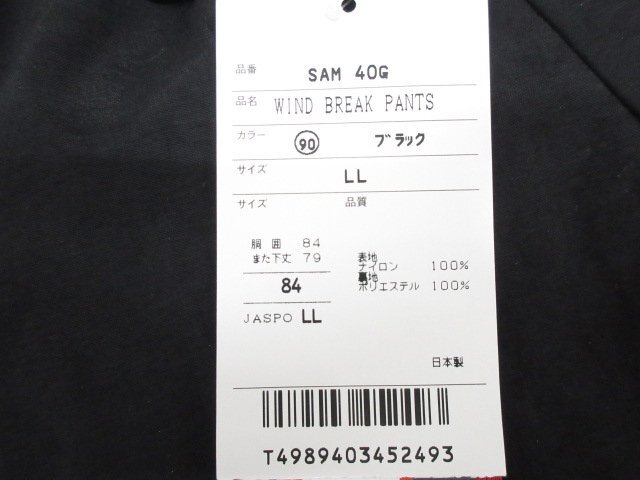 品番 SAM 40G
品名 WIND BREAK PANTS
カラー 90 ブラック
サイズ LL
サイズ 品質
胴囲 84
また下丈 79
表地
ナイロン 100%
裏地
ポリエステル 100%
84
JASPO LL
日本製
T4989403452493